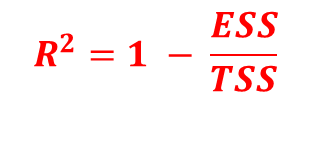 R² = 1 − ESS/TSS